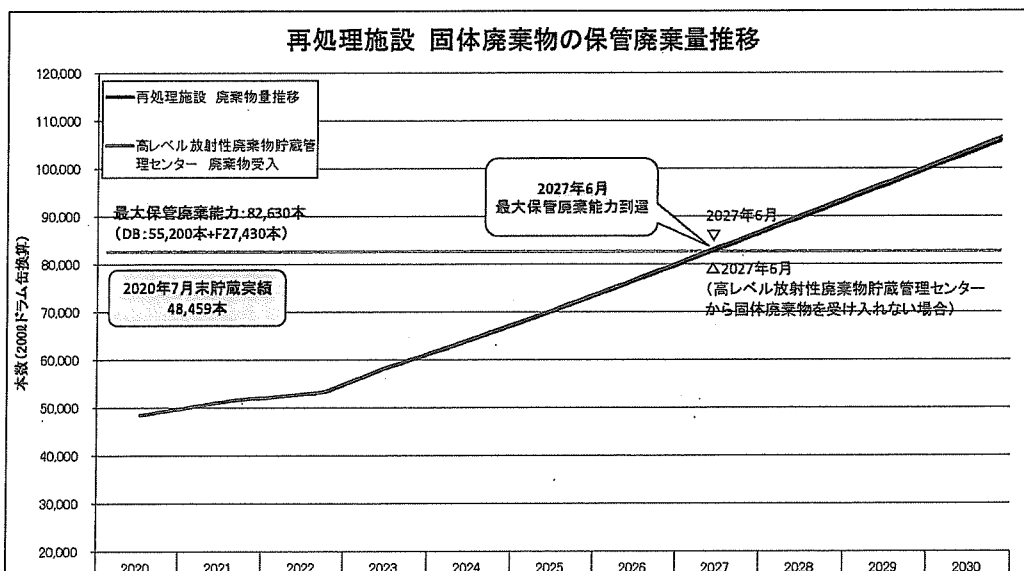 再処理施設 固体廃棄物の保管廃棄量推移
120,000
110,000
100,000
90,000
80,000
70,000
60,000
50,000
40,000
30,000
20,000
本数(200ℓドラム缶換算)
再処理施設 廃棄物量推移
高レベル放射性廃棄物貯蔵管
理センター 廃棄物受入
最大保管廃棄能力:82,630本
(DB:55,200本+F27,430本)
2020年7月末貯蔵実績
48,459本
2027年6月
最大保管廃棄能力到達
2027年6月
▽
△2027年6月
(高レベル放射性廃棄物貯蔵管理センター
から固体廃棄物を受け入れない場合)
2020 2021 2022 2023 2024 2025 2026 2027 2028 2029 2030